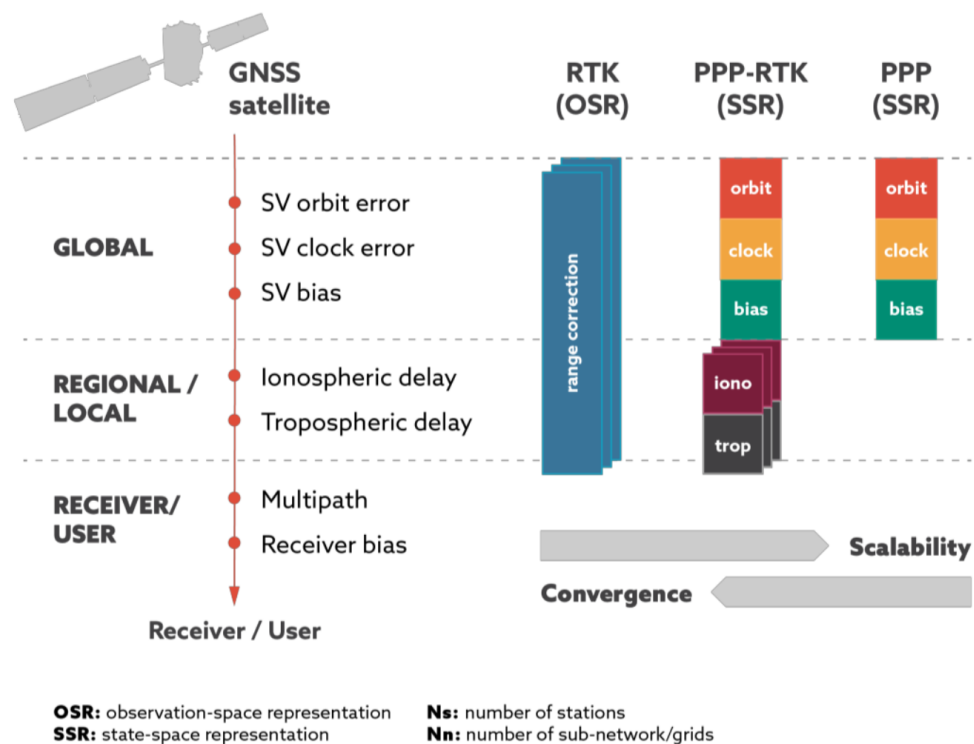 GNSS
satellite
RTK
(OSR)
PPP-RTK
(SSR)
PPP
(SSR)
GLOBAL
SV orbit error
SV clock error
SV bias
REGIONAL /
LOCAL
Ionospheric delay
Tropospheric delay
RECEIVER/
USER
Multipath
Receiver bias
Receiver / User
range correction
orbit
clock
bias
iono
trop
orbit
clock
bias
Scalability
Convergence
OSR: observation-space representation
SSR: state-space representation
Ns: number of stations
Nn: number of sub-network/grids